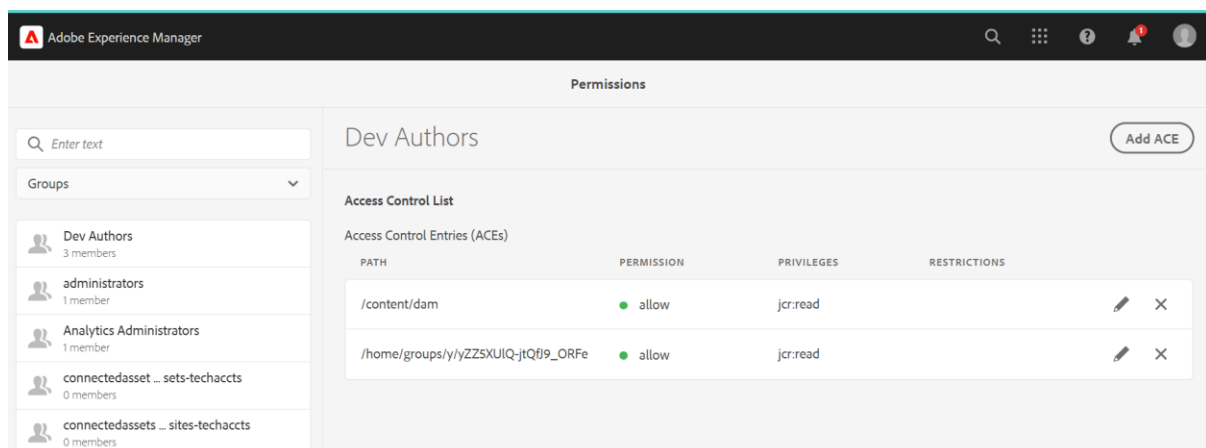 Adobe Experience Manager
1
Permissions
Enter text
Groups
Dev Authors
3 members
administrators
1 member
Analytics Administrators
1 member
connectedasset ... sets-techaccts
0 members
connectedassets ... sites-techaccts
0 members
Dev Authors
Add ACE
Access Control List
Access Control Entries (ACEs)
PATH PERMISSION PRIVILEGES RESTRICTIONS
/content/dam allow jcr:read
/home/groups/y/yZZ5XUlQ-jtQfJ9_ORFe allow jcr:read